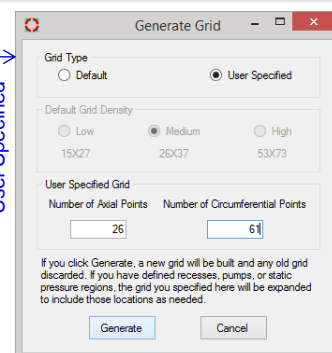 Generate Grid
Grid Type
Default User Specified
Default Grid Density
Low Medium High
15X27 26X37 53X73
User Specified Grid
Number of Axial Points Number of Circumferential Points
26 61
If you click Generate, a new grid will be built and any old grid
discarded. If you have defined recesses, pumps, or static
pressure regions, the grid you specified here will be expanded
to include those locations as needed.
Generate Cancel
User Specified